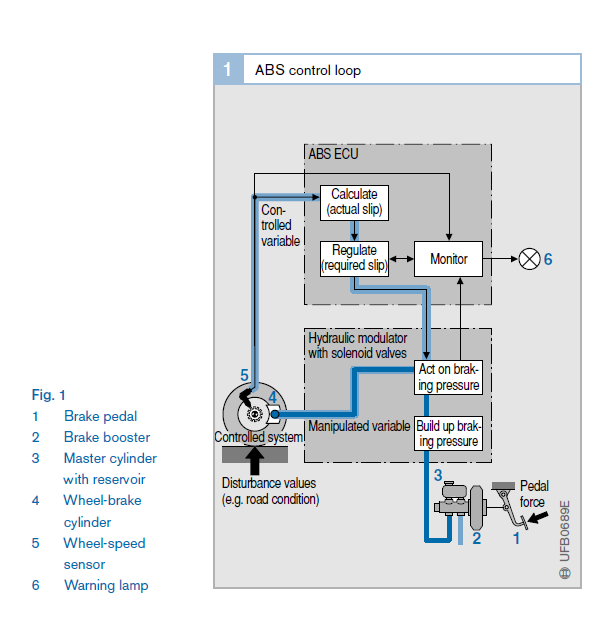 1 ABS control loop
ABS ECU
Calculate
(actual slip)
Con-
trolled
variable
Regulate
(required slip)
Monitor
6
Hydraulic modulator
with solenoid valves
5
Act on brak-
ing pressure
4
Controlled system
Manipulated variable
Build up brak-
ing pressure
Disturbance values
(e.g. road condition)
3
Pedal
force
2
1
UFB0689E
Fig. 1
1 Brake pedal
2 Brake booster
3 Master cylinder
with reservoir
4 Wheel-brake
cylinder
5 Wheel-speed
sensor
6 Warning lamp